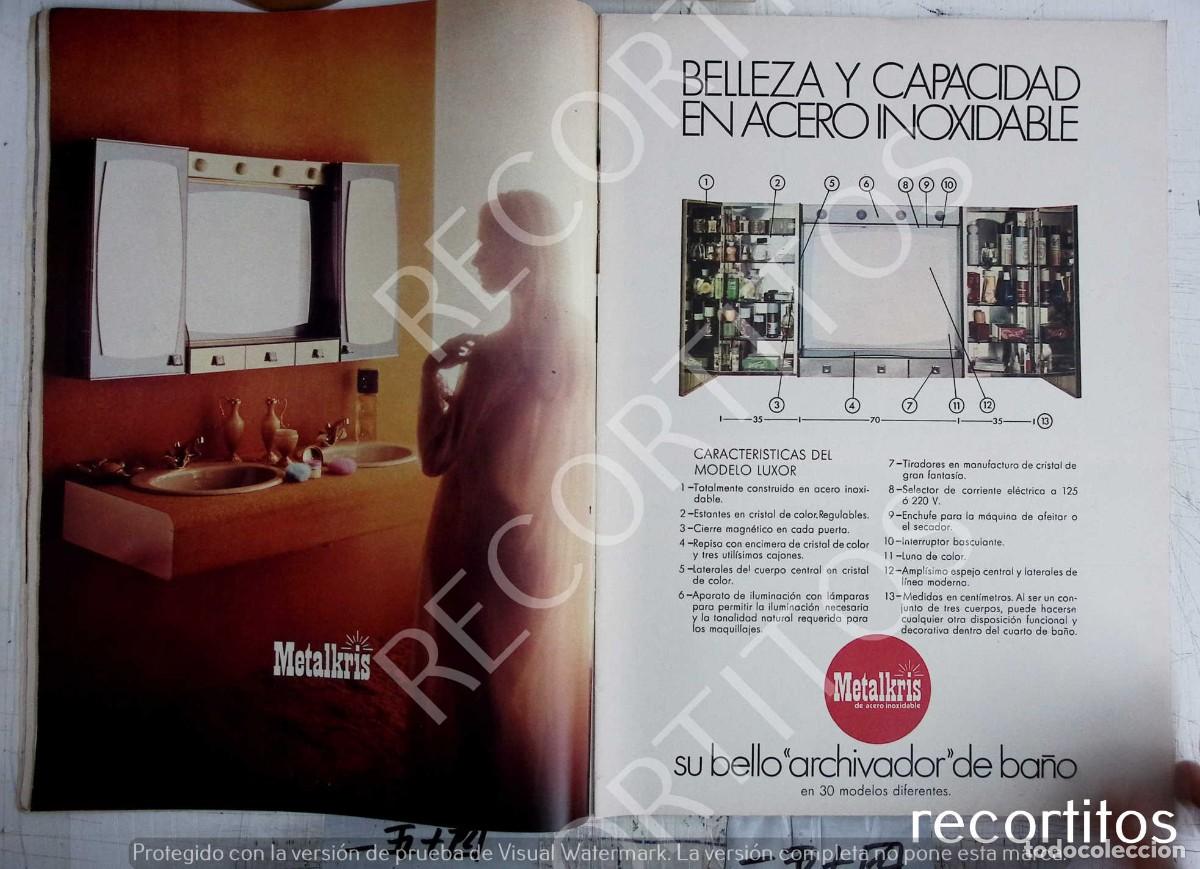 Metalkris
BELLEZA Y CAPACIDAD
EN ACERO INOXIDABLE
1 2 5 6 8 9 10
3 4 7 11 12
35 70 35 13
CARACTERISTICAS DEL
MODELO LUXOR
1-Totalmente construido en acero inoxi-
dable.
2-Estantes en cristal de color.Regulables.
3-Cierre magnético en cada puerta.
4-Repisa con encimera de cristal de color
y tres utilísimos cajones.
5-Laterales del cuerpo central en cristal
de color.
6-Aparato de iluminación con lámparas
para permitir la iluminación necesaria
y la tonalidad natural requerida para
los maquillajes.
7-Tiradores en manufactura de cristal de
gran fantasía.
8-Selector de corriente eléctrica a 125
ó 220 V.
9-Enchufe para la máquina de afeitar o
el secador.
10-Interruptor basculante.
11-Luna de color.
12-Amplísimo espejo central y laterales de
línea moderna.
13-Medidas en centímetros. Al ser un con-
junto de tres cuerpos, puede hacerse
cualquier otra disposición funcional y
decorativa dentro del cuarto de baño.
Metalkris
de acero inoxidable
su bello "archivador" de baño
en 30 modelos diferentes.
RECORTITOS
RECORTITOS
RECORTITOS
RECORTITOS
recortitos
todocoleccion
Protegido con la versión de prueba de Visual Watermark. La versión completa no pone esta marca.